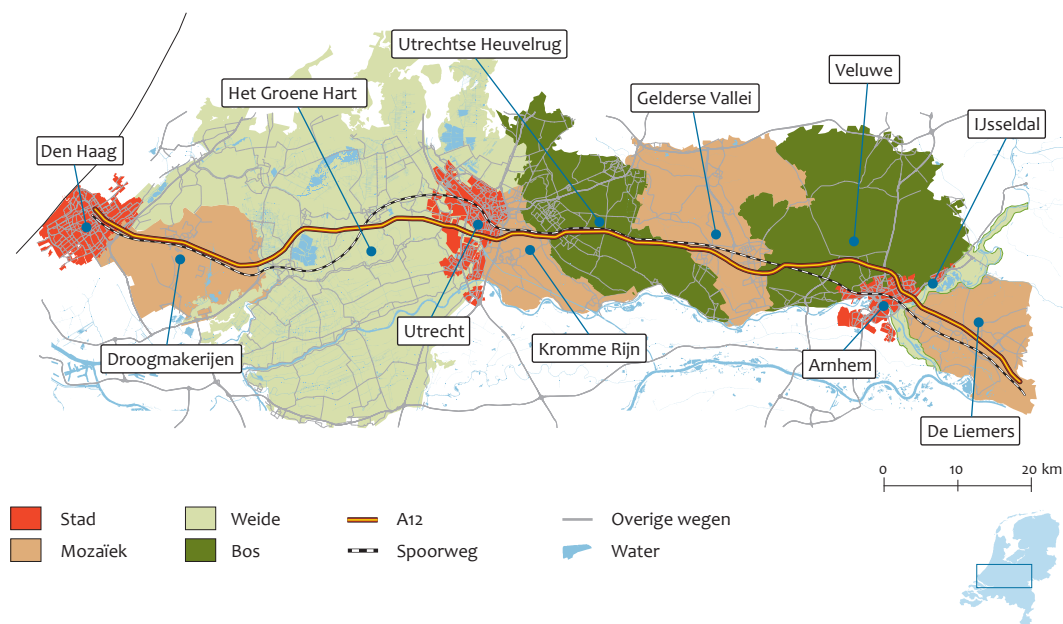 Utrechtse Heuvelrug
Veluwe
Het Groene Hart
Gelderse Vallei
IJsseldal
Den Haag
Utrecht
Kromme Rijn
Droogmakerijen
Arnhem
De Liemers
0 10 20 km
Stad
Weide
A12
Overige wegen
Mozaïek
Bos
Spoorweg
Water